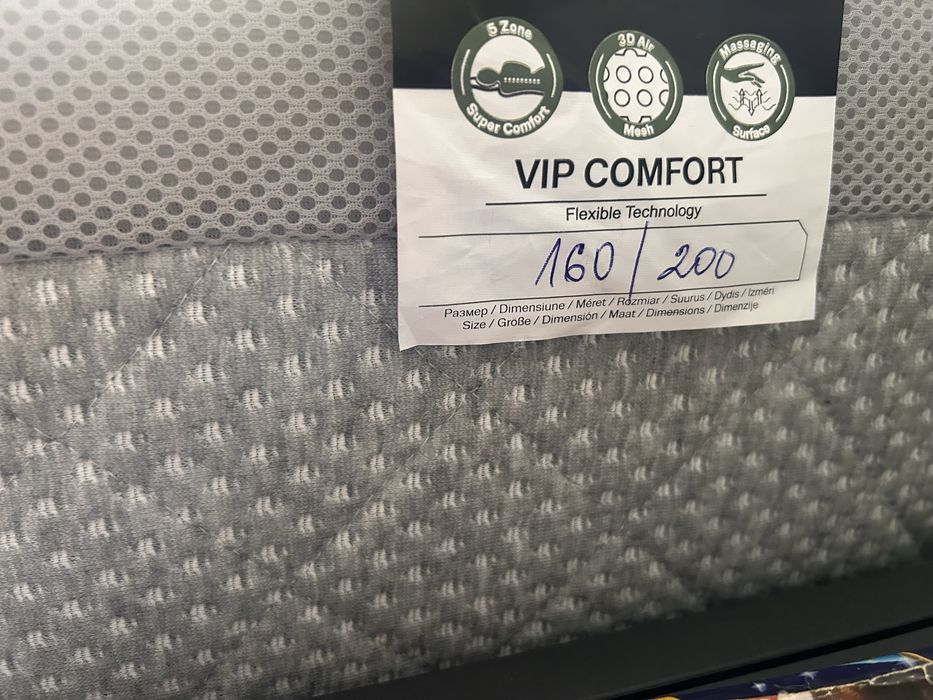 5 Zone
Super Comfort
3D Air
Mesh
Massaging
Surface
VIP COMFORT
Flexible Technology
160/200
Размер / Dimensiune / Méret / Rozmiar / Suurus / Dydis / Izmēri
Size / Größe / Dimensión / Maat / Dimensions / Dimenzije